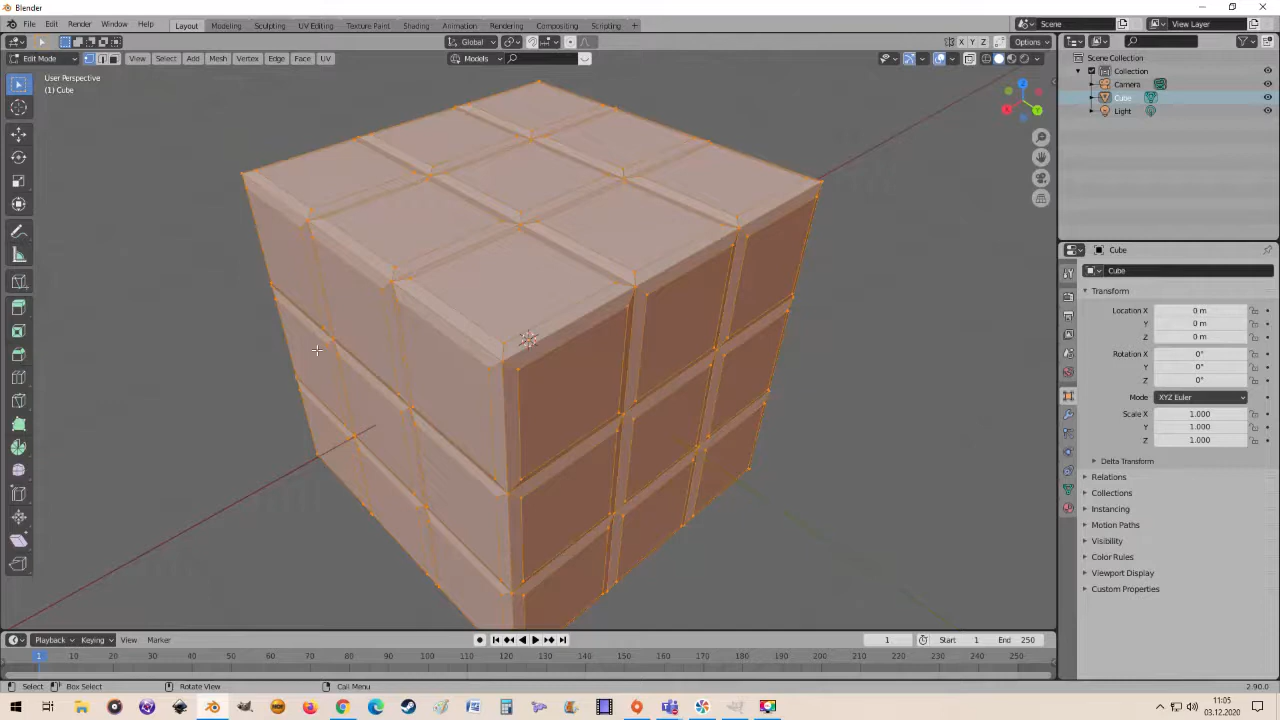 Blender
File Edit Render Window Help Layout Modeling Sculpting UV Editing Texture Paint Shading Animation Rendering Compositing Scripting + Scene View Layer
Global X Y Z Options
Edit Mode View Select Add Mesh Vertex Edge Face UV Models
User Perspective
(1) Cube
Scene Collection
Collection
Camera
Cube
Light
Cube
Cube
Transform
Location X 0 m
Y 0 m
Z 0 m
Rotation X 0°
Y 0°
Z 0°
Mode XYZ Euler
Scale X 1.000
Y 1.000
Z 1.000
Delta Transform
Relations
Collections
Instancing
Motion Paths
Visibility
Color Rules
Viewport Display
Custom Properties
Playback Keying View Marker 1 Start 1 End 250
1 10 20 30 40 50 60 70 80 90 100 110 120 130 140 150 160 170 180 190 200 210 220 230 240 250
Select Box Select Rotate View Call Menu 2.90.0
11:05
03.12.2020